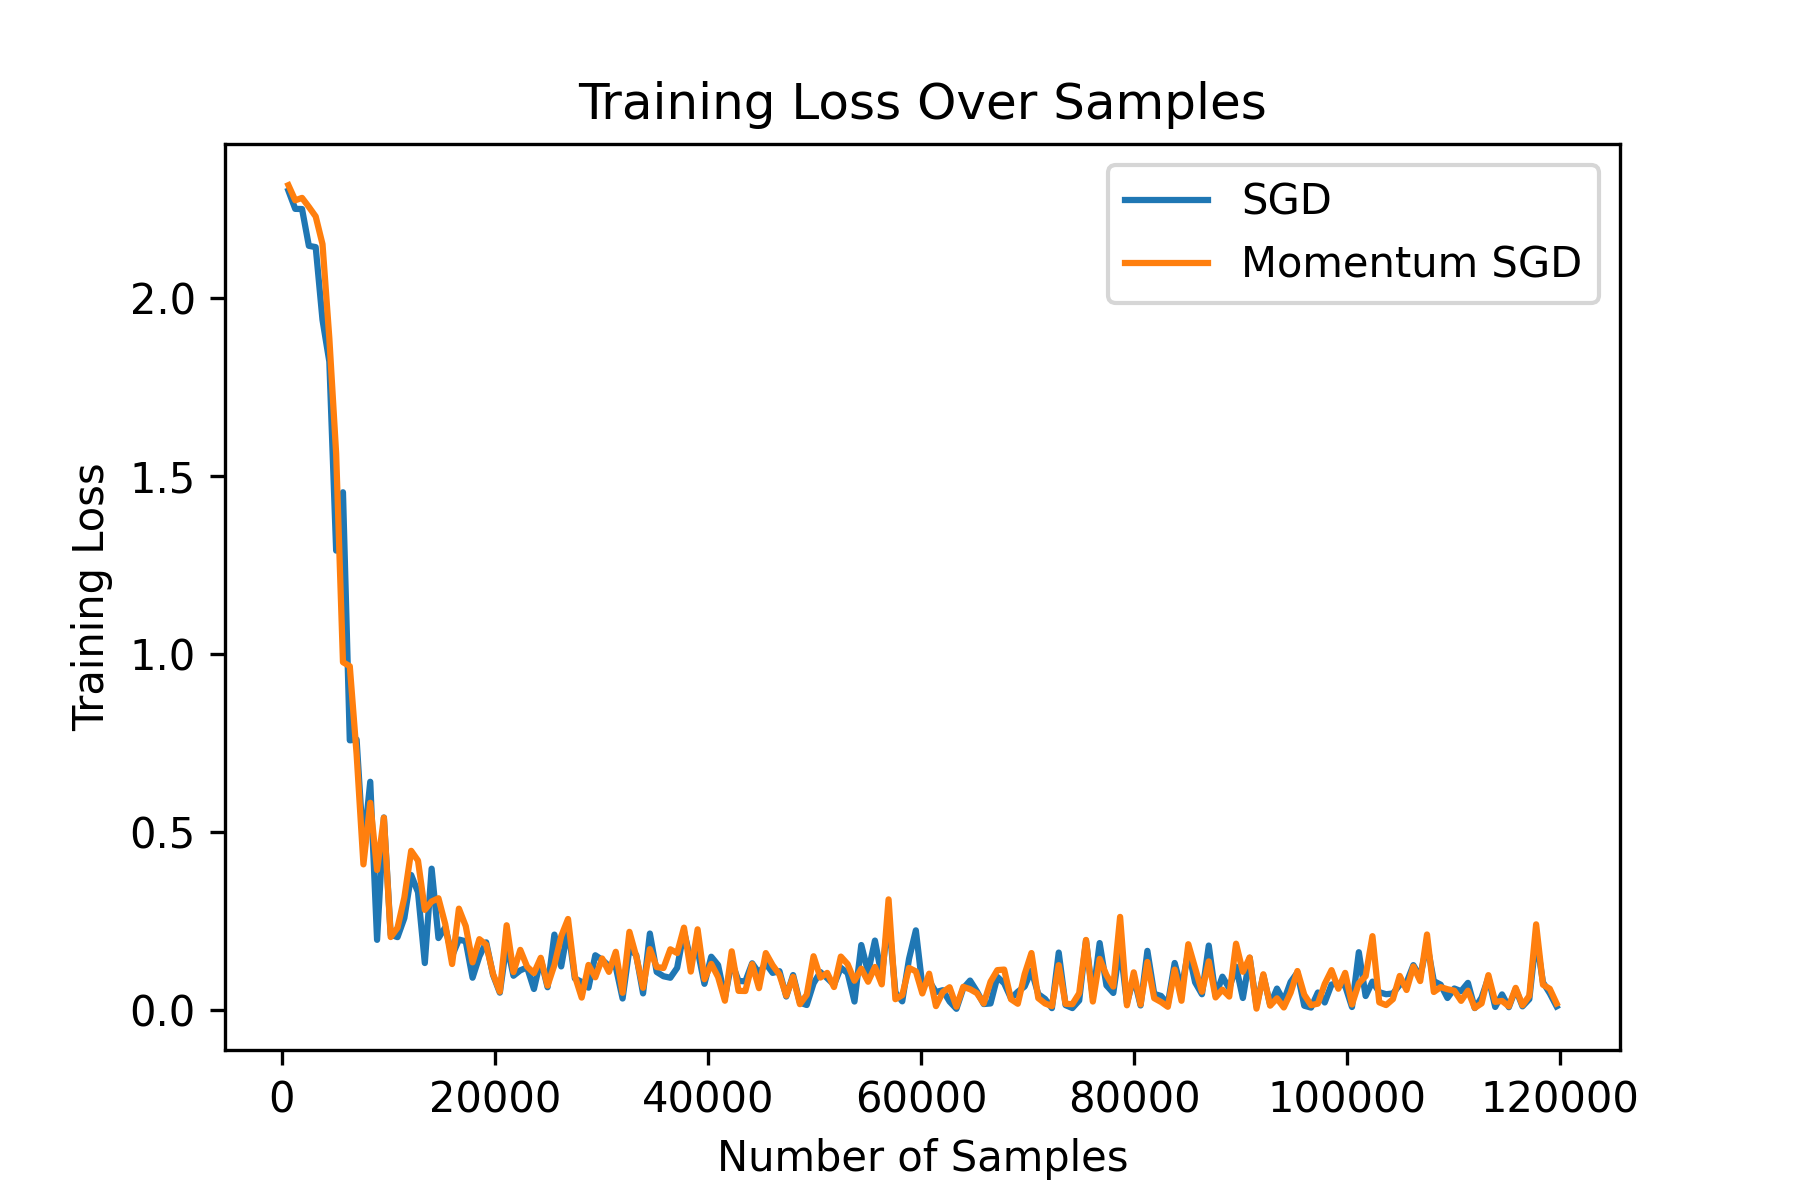 Training Loss Over Samples
SGD
Momentum SGD
Training Loss
2.0
1.5
1.0
0.5
0.0
0 20000 40000 60000 80000 100000 120000
Number of Samples